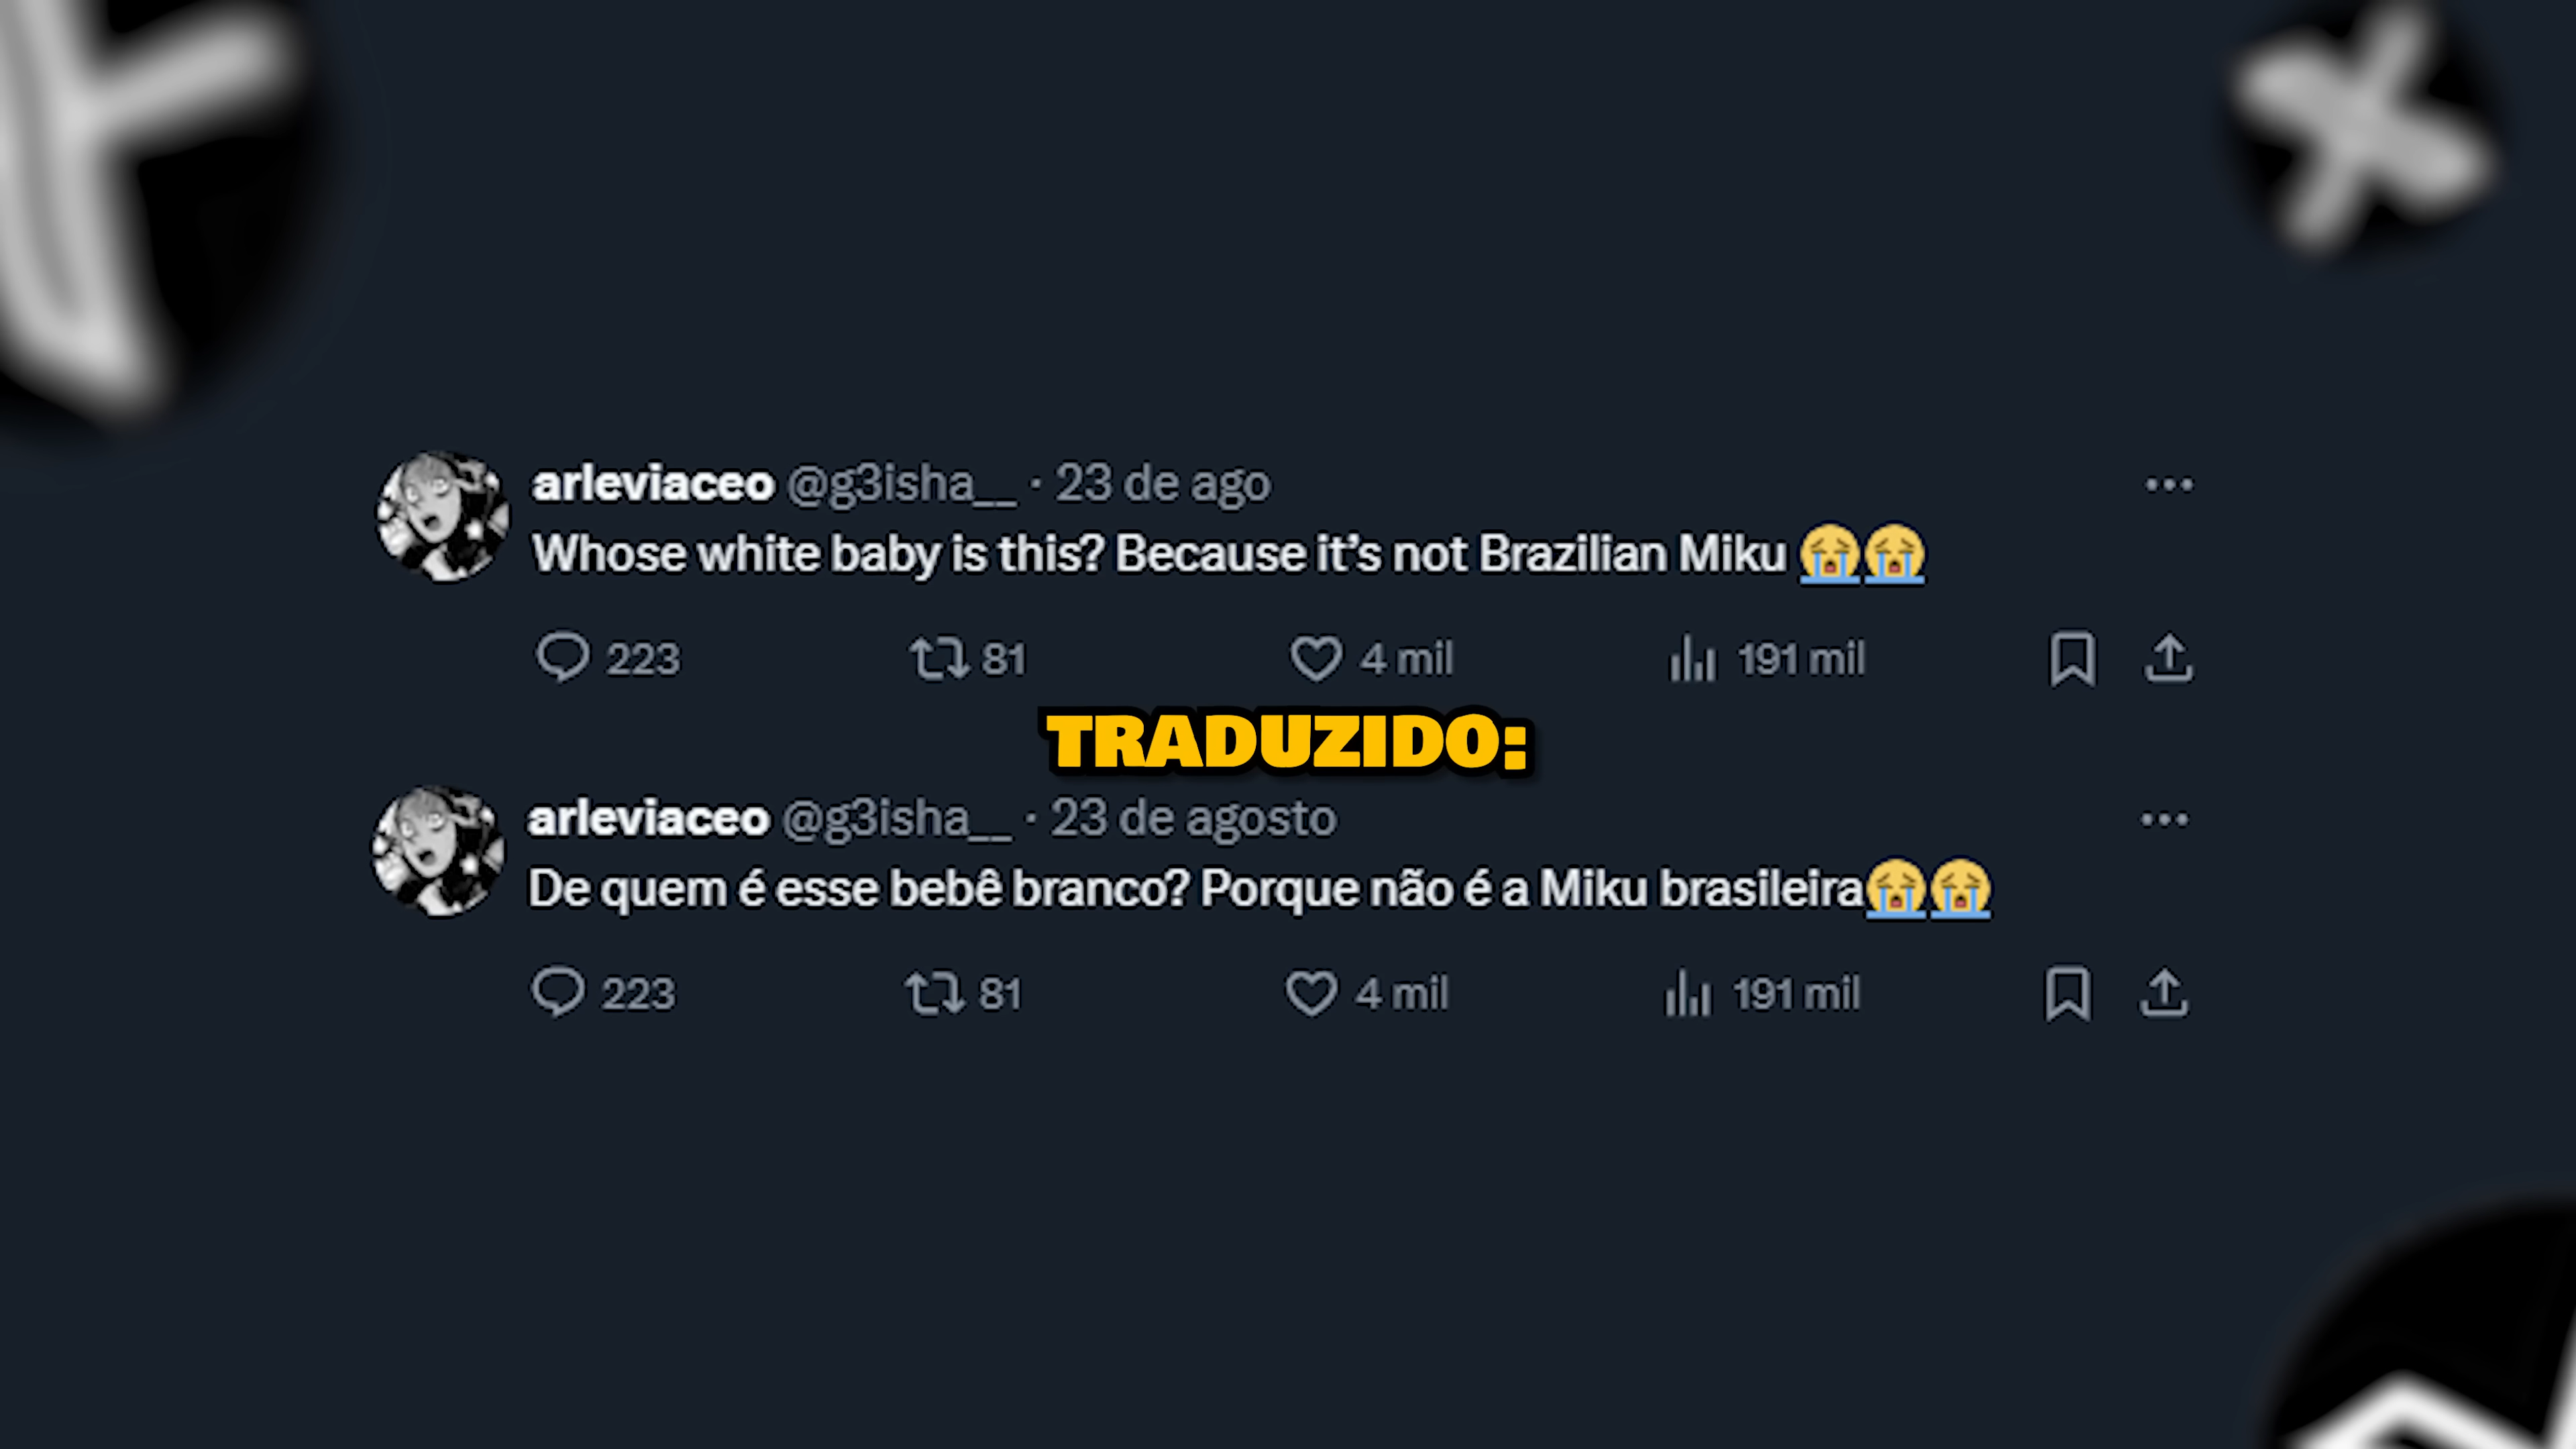 arleviaceo @g3isha__ · 23 de ago
Whose white baby is this? Because it’s not Brazilian Miku 😭😭
223 81 4 mil 191 mil
TRADUZIDO:
arleviaceo @g3isha__ · 23 de agosto
De quem é esse bebê branco? Porque não é a Miku brasileira😭😭
223 81 4 mil 191 mil